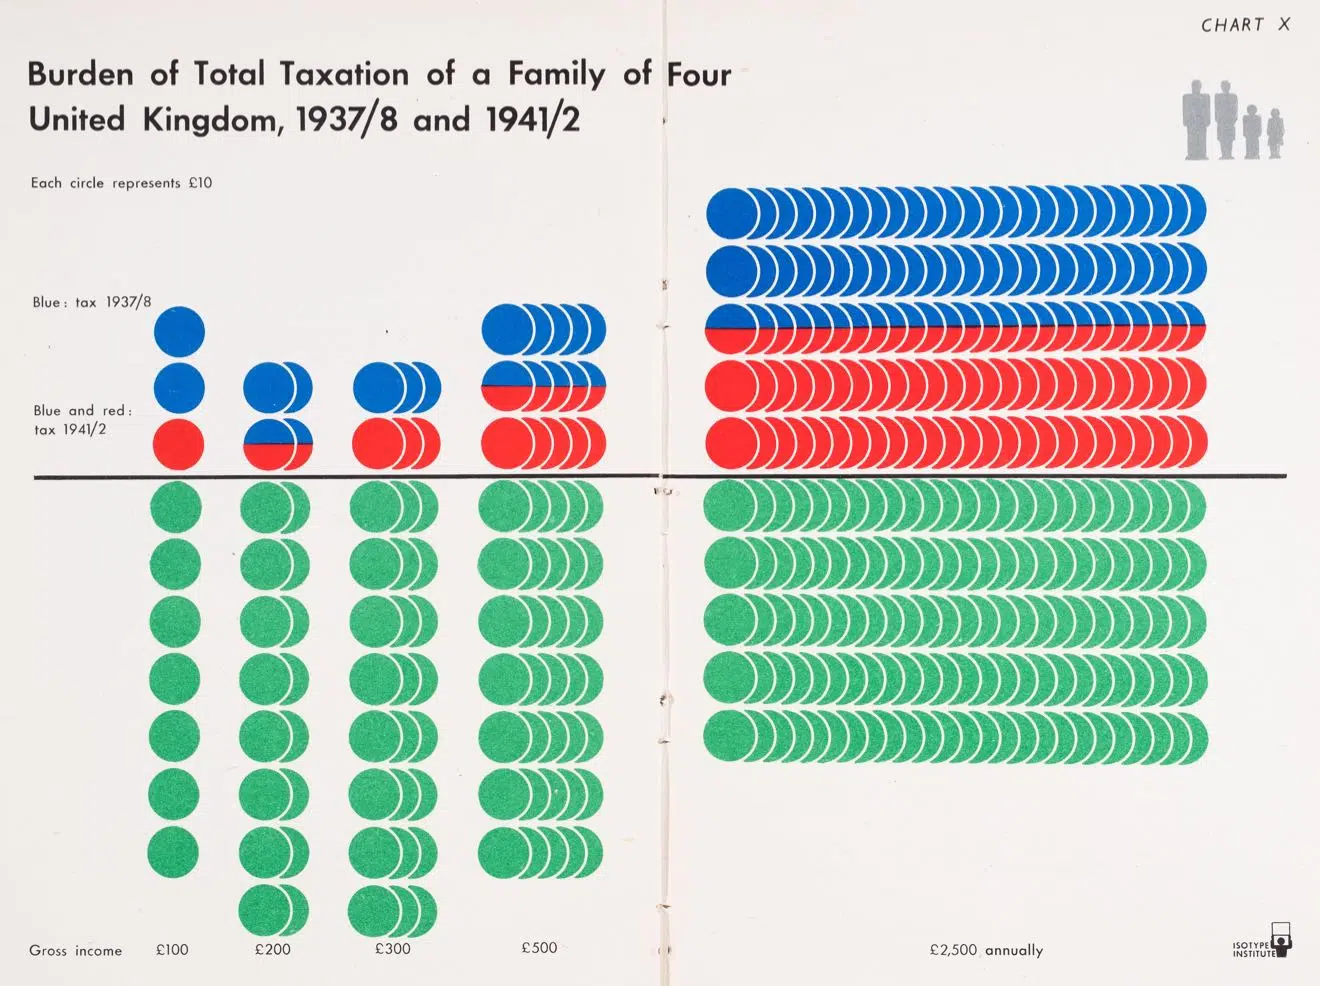 CHART X
Burden of Total Taxation of a Family of Four
United Kingdom, 1937/8 and 1941/2
Each circle represents £10
Blue: tax 1937/8
Blue and red:
tax 1941/2
Gross income £100 £200 £300 £500 £2,500 annually
ISOTYPE
INSTITUTE